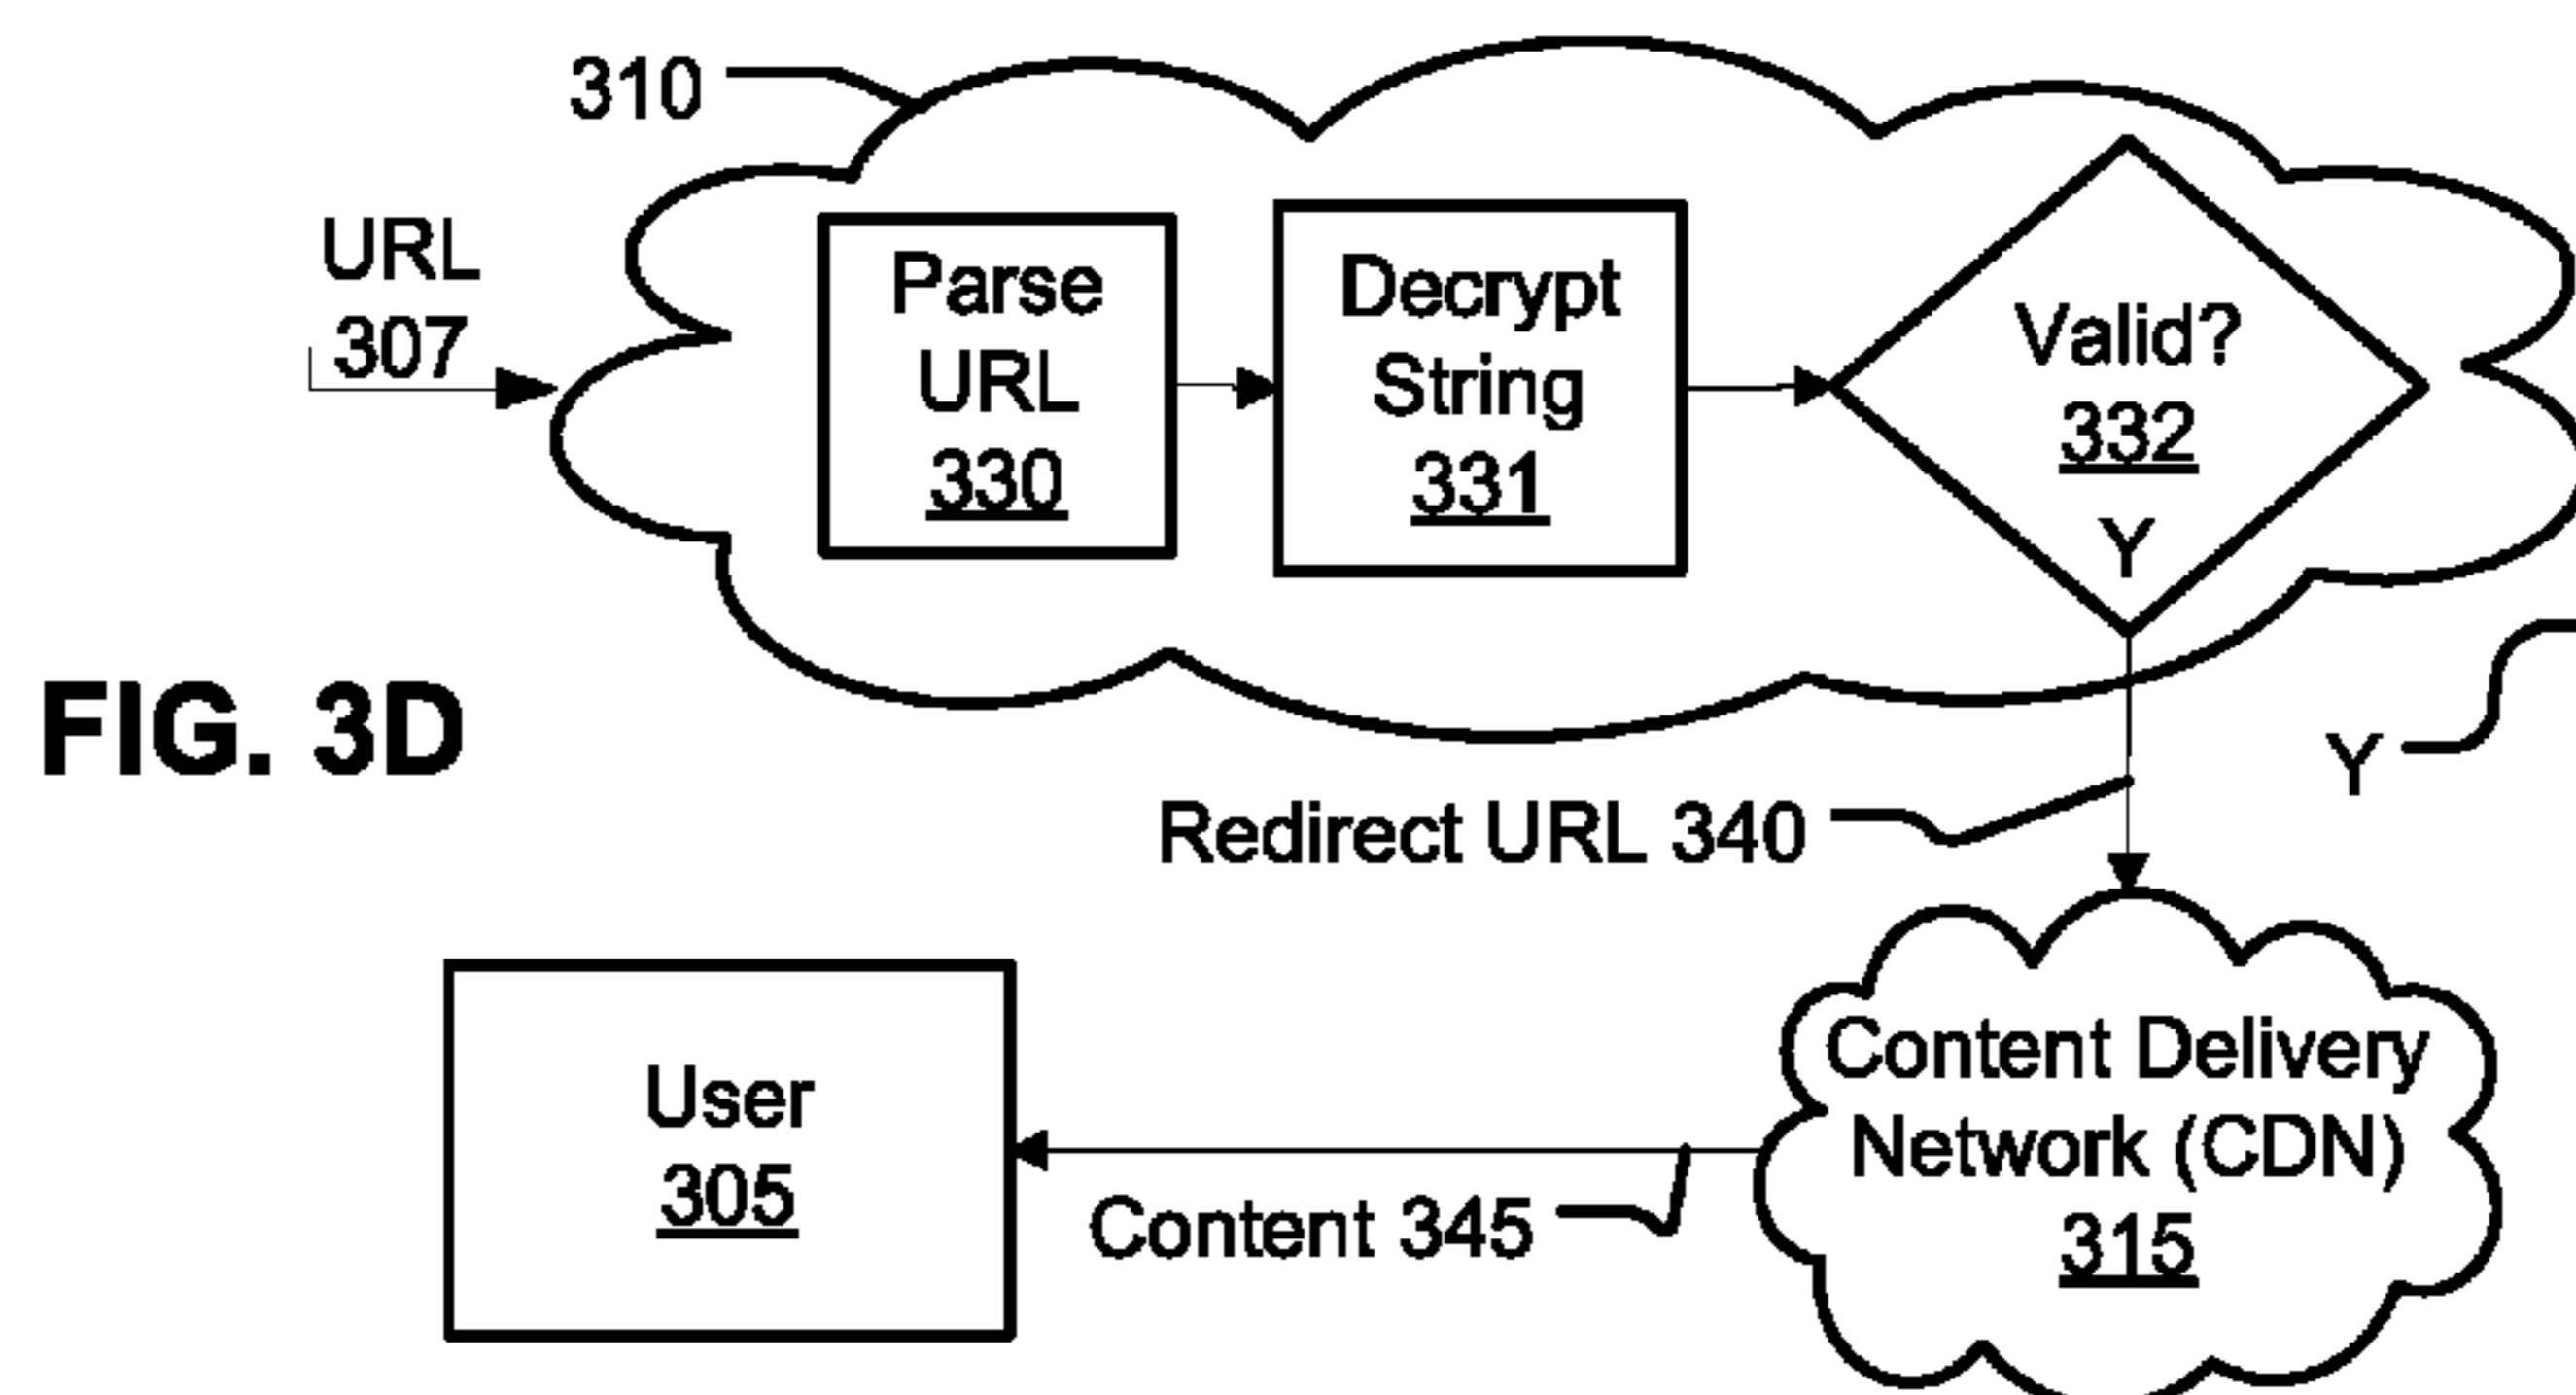 310
URL
307
Parse
URL
330
Decrypt
String
331
Valid?
332
Y
FIG. 3D
Y
Redirect URL 340
User
305
Content 345
Content Delivery
Network (CDN)
315